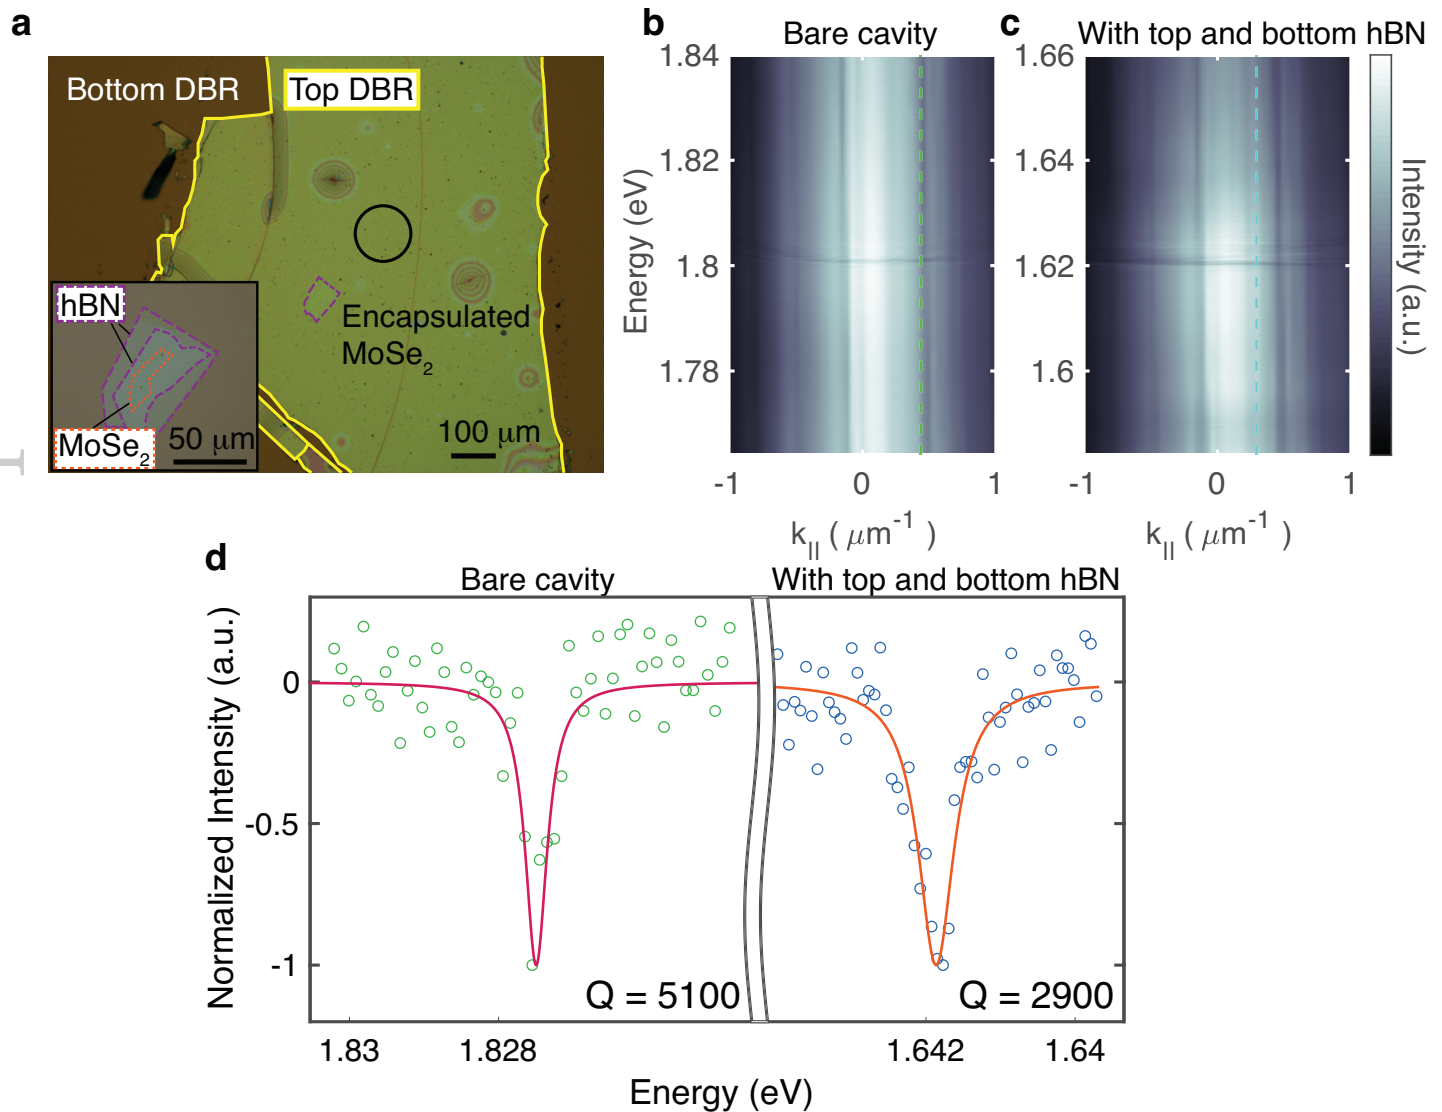 a
Bottom DBR
Top DBR
Encapsulated
MoSe2
100 μm
hBN
MoSe2
50 μm
b
Bare cavity
1.84
1.82
1.8
1.78
Energy (eV)
-1 0 1
k|| ( μm-1 )
c
With top and bottom hBN
1.66
1.64
1.62
1.6
-1 0 1
k|| ( μm-1 )
Intensity (a.u.)
d
Bare cavity
With top and bottom hBN
Normalized Intensity (a.u.)
0
-0.5
-1
Q = 5100
Q = 2900
1.83 1.828 1.642 1.64
Energy (eV)